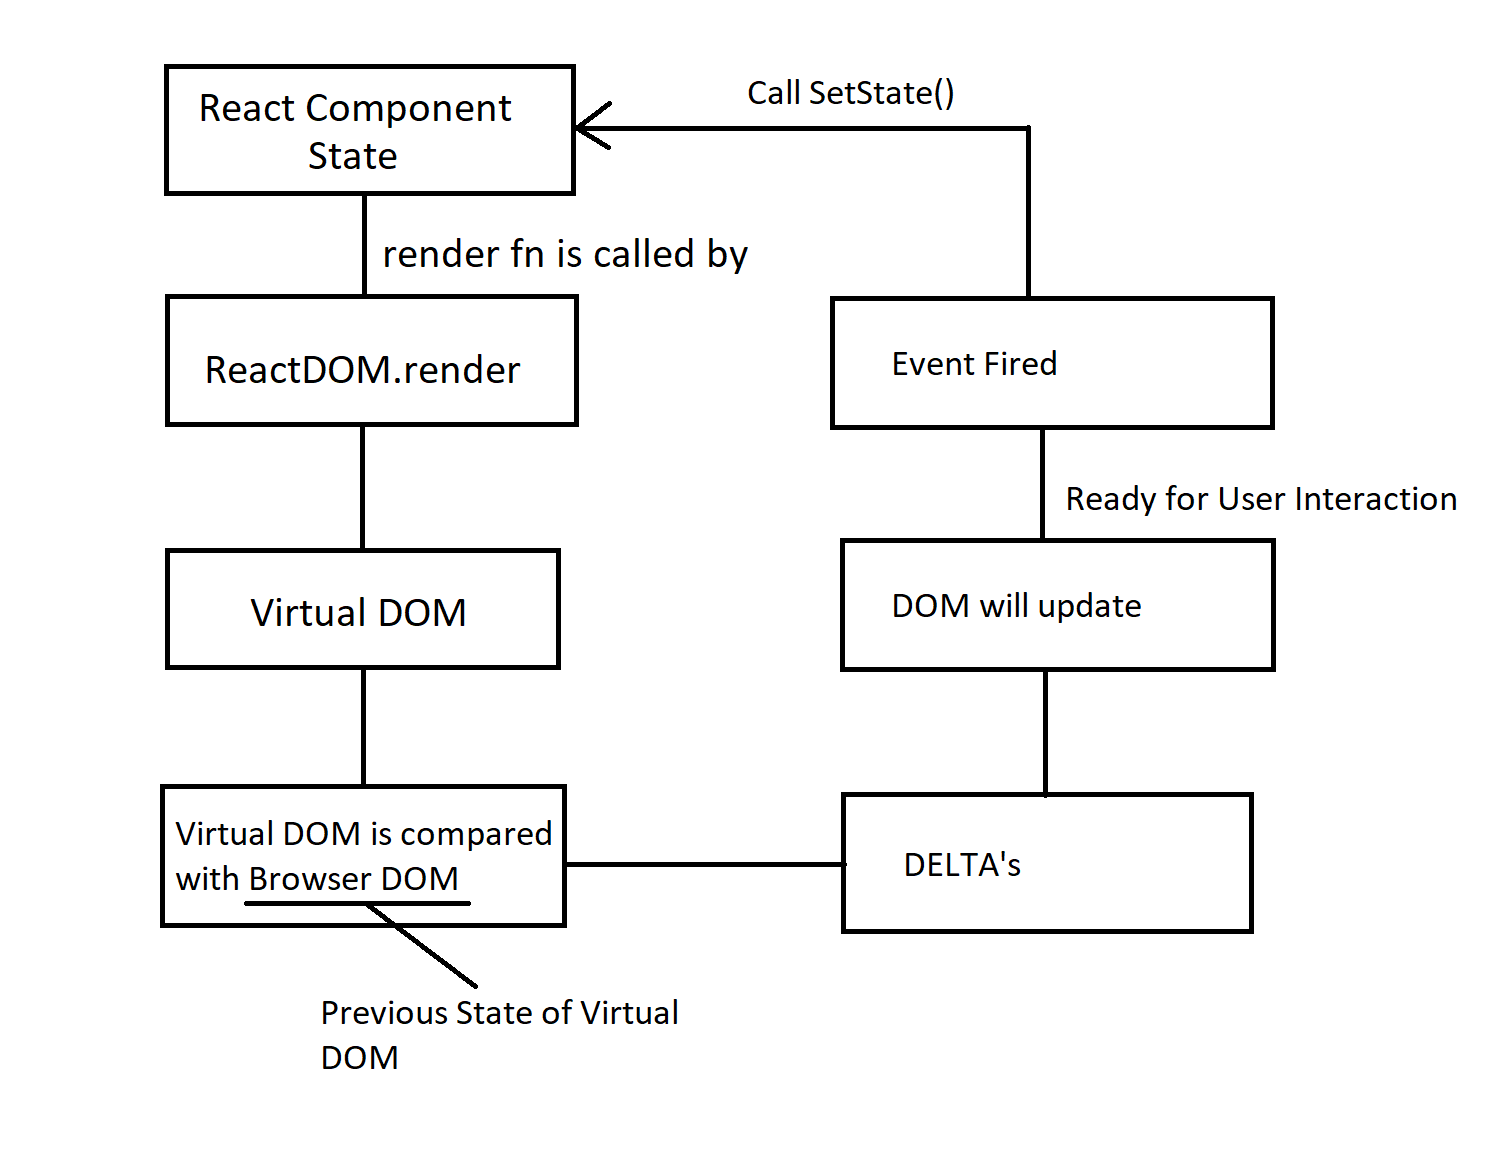 React Component
State
Call SetState()
render fn is called by
ReactDOM.render
Event Fired
Ready for User Interaction
Virtual DOM
DOM will update
Virtual DOM is compared
with Browser DOM
DELTA's
Previous State of Virtual
DOM